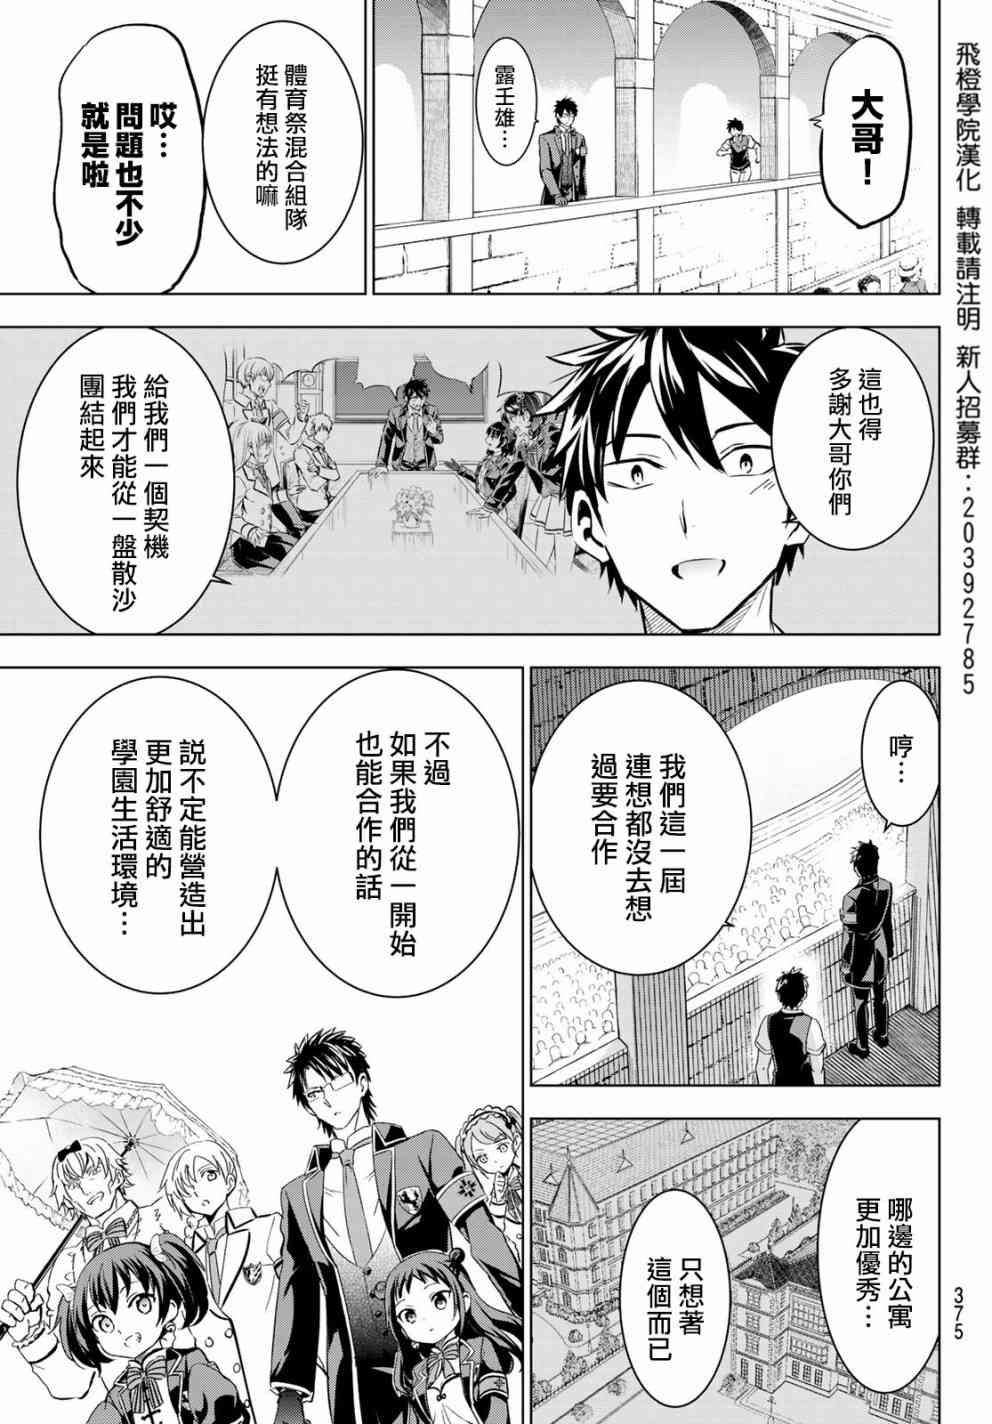 大哥！
露壬雄…
體育祭混合組隊
挺有想法的嘛
哎…
問題也不少
就是啦
這也得
多謝大哥你們
給我們一個契機
我們才能從一盤散沙
團結起來
哼…
我們這一屆
連想都沒去想
過要合作
哪邊的公寓
更加優秀…
只想著
這個而已
不過
如果我們從一開始
也能合作的話
説不定能營造出
更加舒適的
學園生活環境…
飛橙學院漢化 轉載請注明 新人招募群：20392785
375